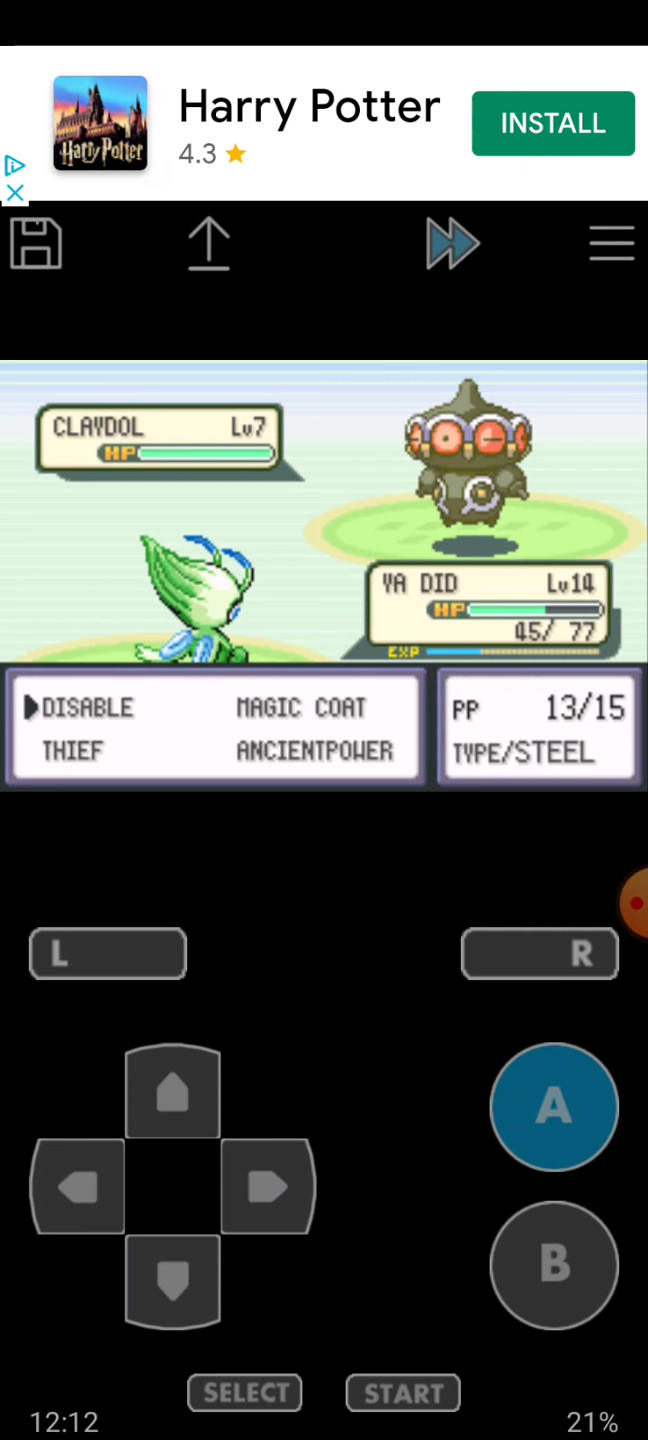 Harry Potter
4.3
INSTALL
Harry Potter
CLAYDOL Lv7
HP
YA DID Lv14
HP
45/ 77
EXP
DISABLE MAGIC COAT
THIEF ANCIENTPOWER
PP 13/15
TYPE/STEEL
L
R
A
B
SELECT
START
12:12
21%